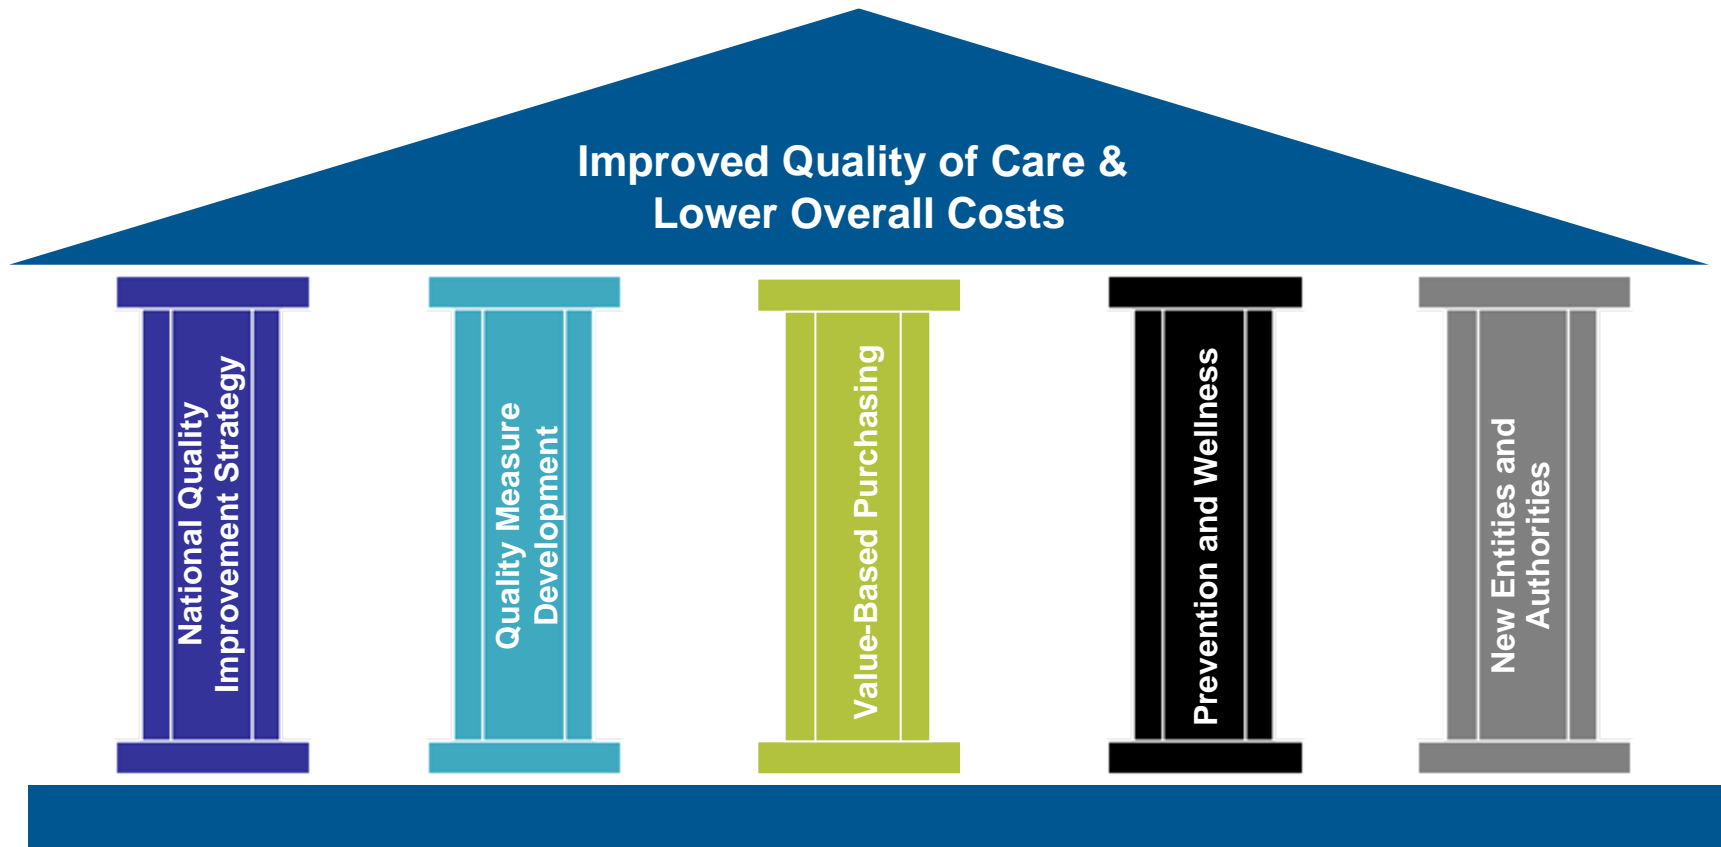 Improved Quality of Care &
Lower Overall Costs
National Quality
Improvement Strategy
Quality Measure
Development
Value-Based Purchasing
Prevention and Wellness
New Entities and
Authorities